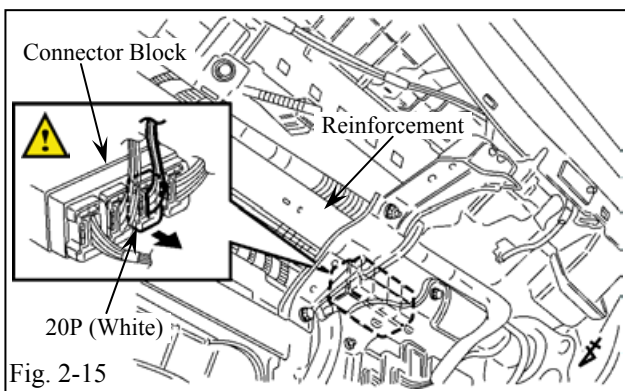 Connector Block
Reinforcement
20P (White)
Fig. 2-15